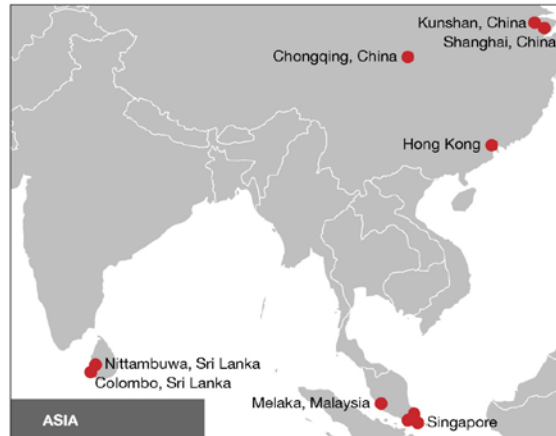 Kunshan, China
Shanghai, China
Chongqing, China
Hong Kong
Nittambuwa, Sri Lanka
Colombo, Sri Lanka
Melaka, Malaysia
Singapore
ASIA